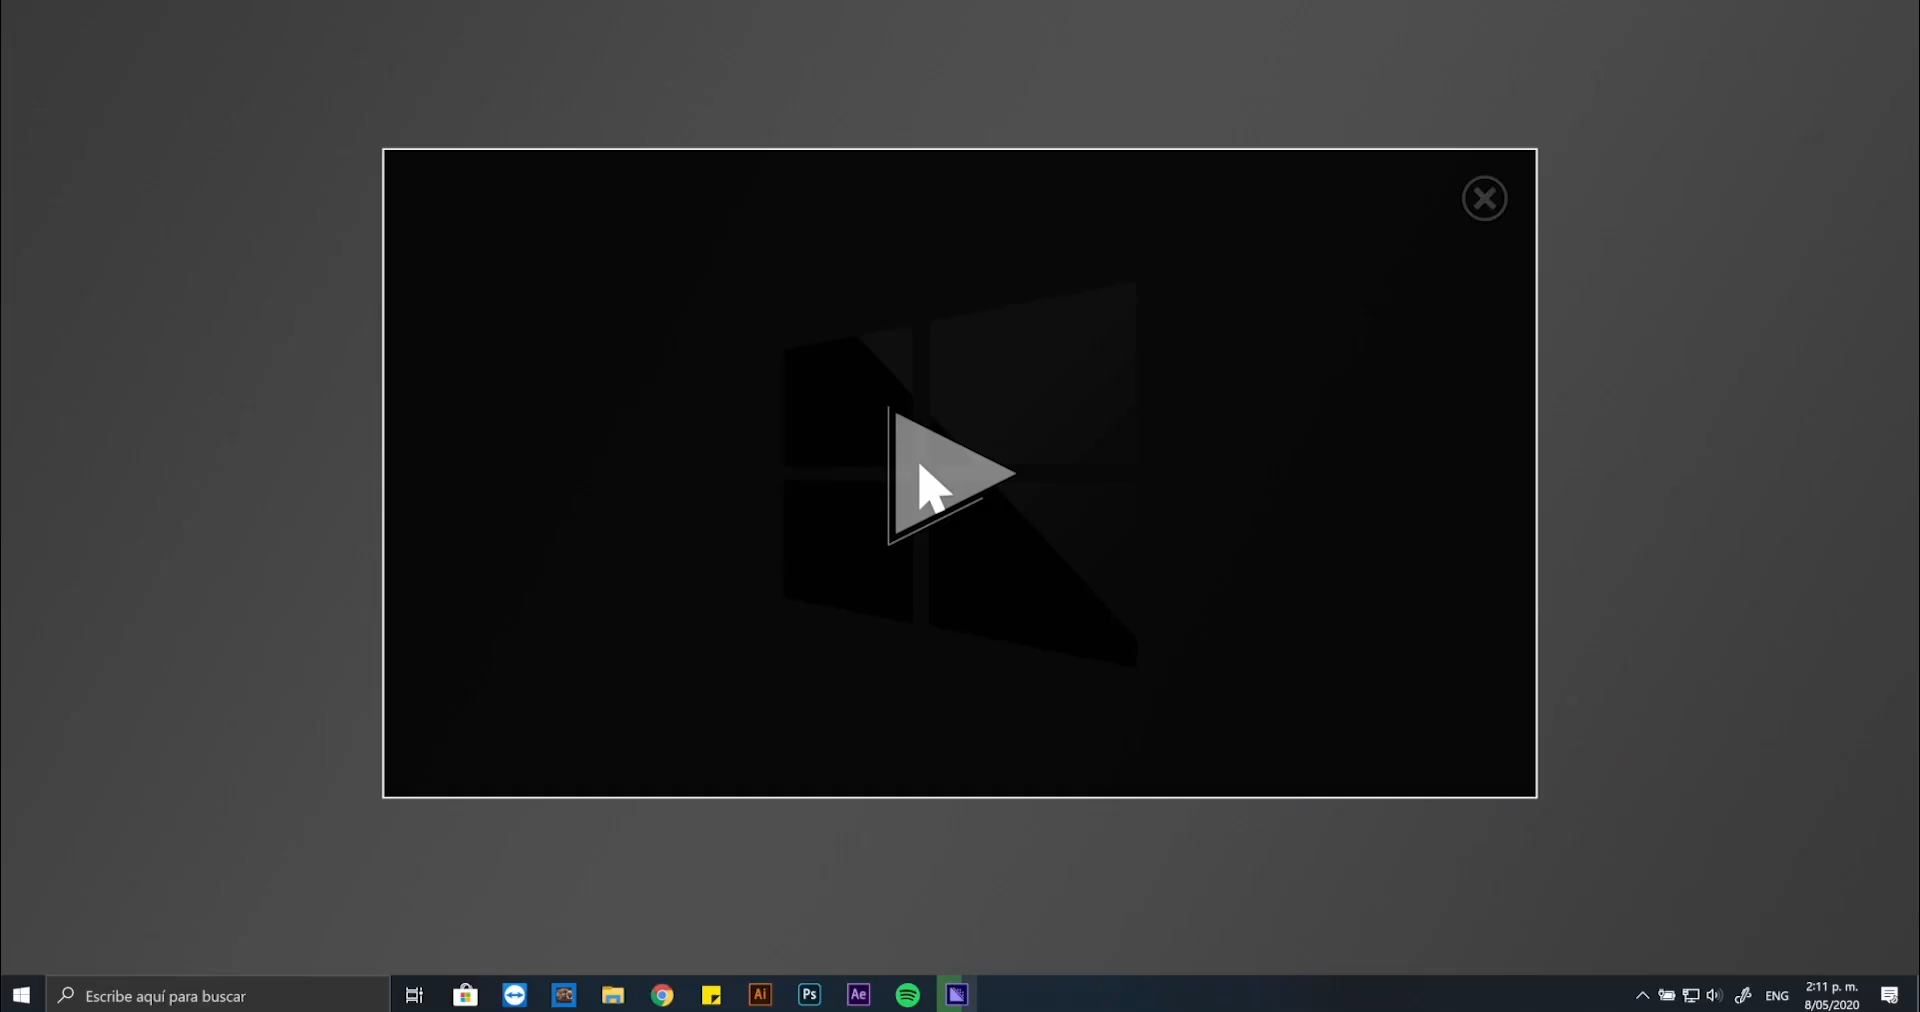 Escribe aquí para buscar
Ai
Ps
Ae
ENG
2:11 p. m.
8/05/2020